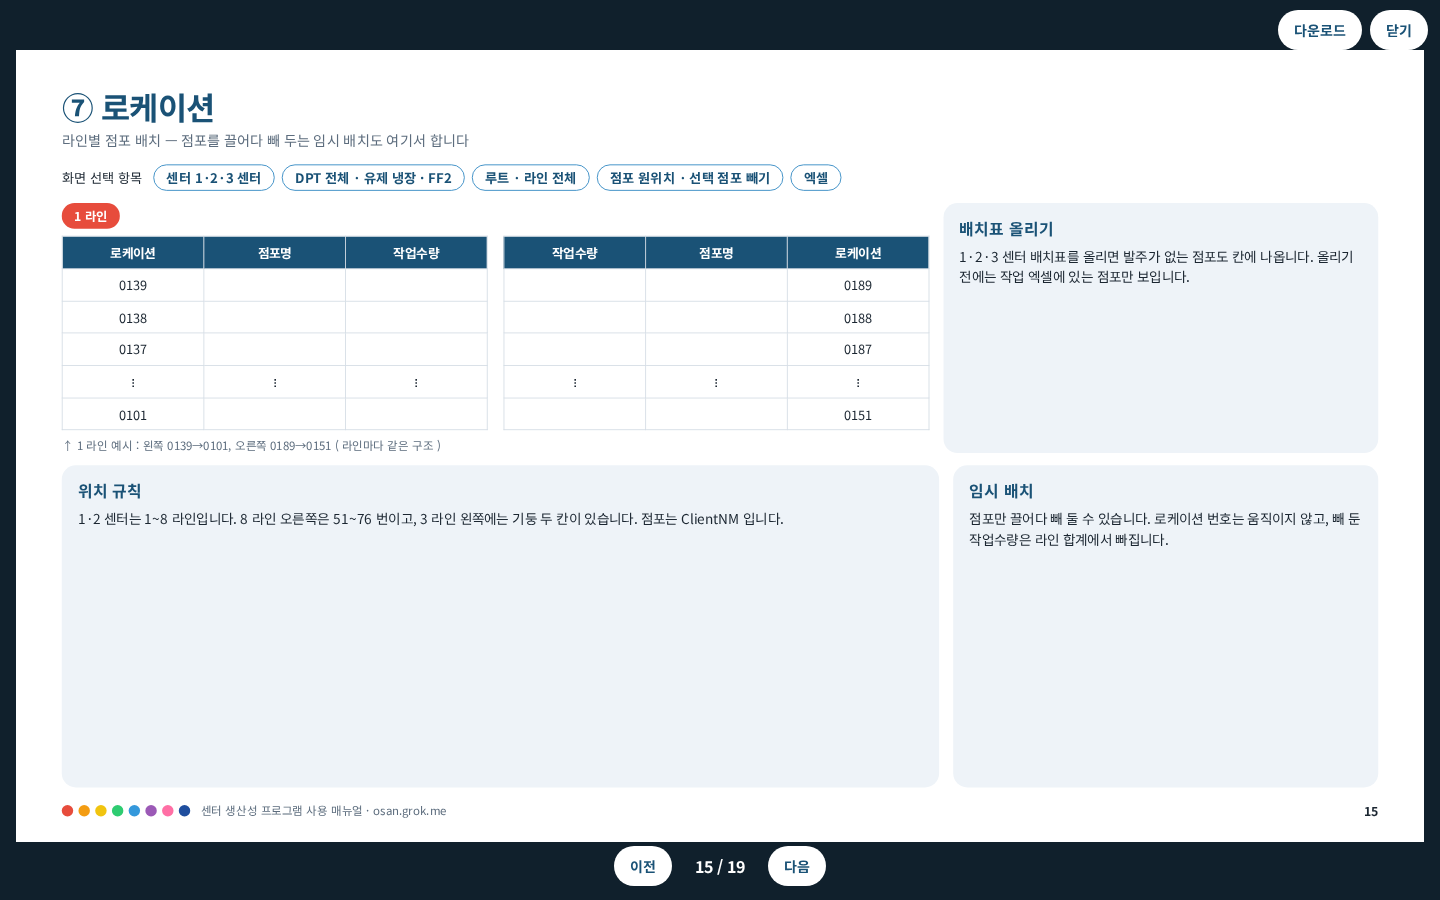 다운로드 닫기
⑦ 로케이션
라인별 점포 배치 — 점포를 끌어다 빼 두는 임시 배치도 여기서 합니다
화면 선택 항목 센터 1·2·3 센터 DPT 전체 · 유제 냉장 · FF2 루트 · 라인 전체 점포 원위치 · 선택 점포 빼기 엑셀
1 라인
로케이션 점포명 작업수량 작업수량 점포명 로케이션
0139 0189
0138 0188
0137 0187
⋮ ⋮ ⋮ ⋮ ⋮ ⋮
0101 0151
↑ 1 라인 예시 : 왼쪽 0139→0101, 오른쪽 0189→0151 ( 라인마다 같은 구조 )
배치표 올리기
1·2·3 센터 배치표를 올리면 발주가 없는 점포도 칸에 나옵니다. 올리기
전에는 작업 엑셀에 있는 점포만 보입니다.
위치 규칙
1·2 센터는 1~8 라인입니다. 8 라인 오른쪽은 51~76 번이고, 3 라인 왼쪽에는 기둥 두 칸이 있습니다. 점포는 ClientNM 입니다.
임시 배치
점포만 끌어다 빼 둘 수 있습니다. 로케이션 번호는 움직이지 않고, 빼 둔
작업수량은 라인 합계에서 빠집니다.
센터 생산성 프로그램 사용 매뉴얼 · osan.grok.me
15
이전 15 / 19 다음